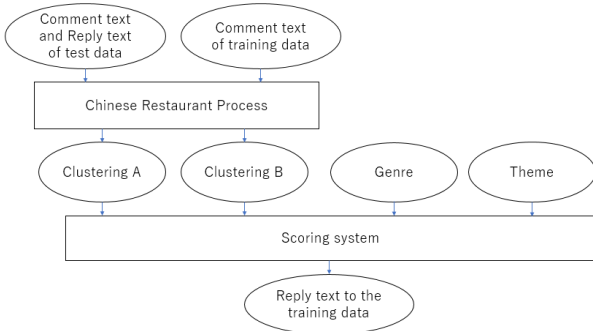 Comment text
and Reply text
of test data
Comment text
of training data
Chinese Restaurant Process
Clustering A
Clustering B
Genre
Theme
Scoring system
Reply text to the
training data